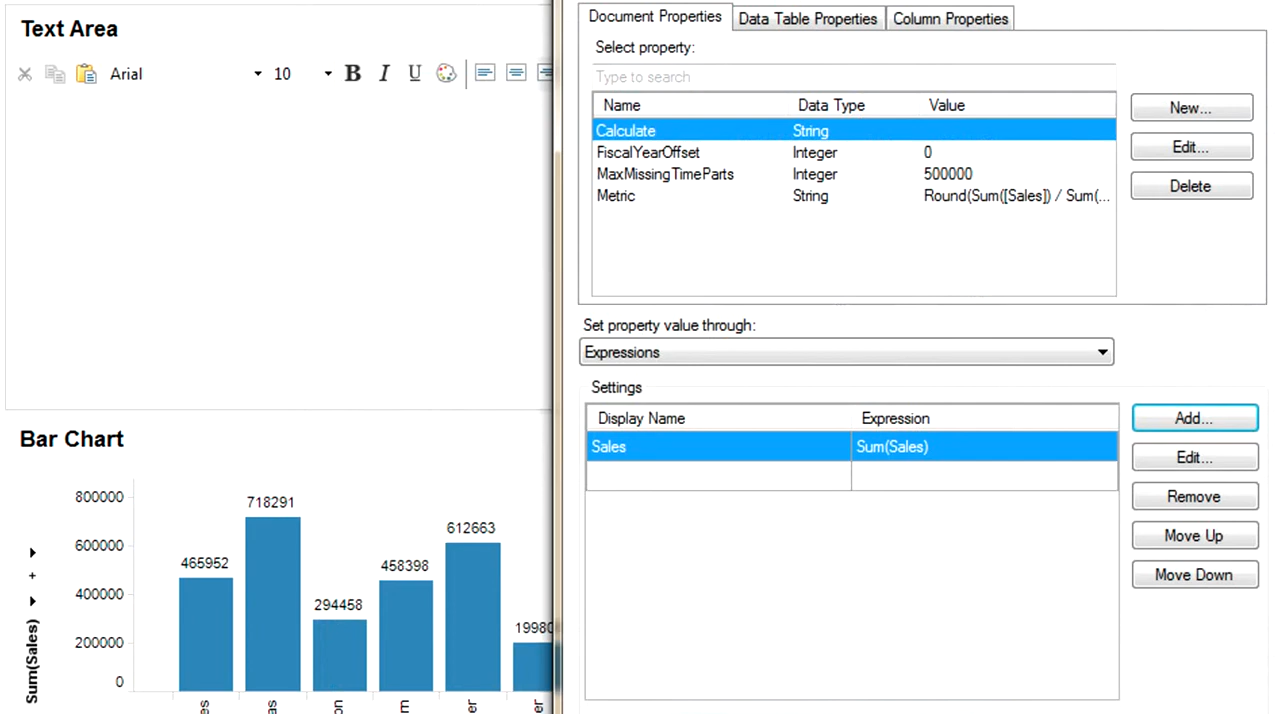 Text Area
Arial 10 B I U
Bar Chart
800000
600000
400000
200000
0
Sum(Sales)
465952
718291
294458
458398
612663
Document Properties Data Table Properties Column Properties
Select property:
Type to search
Name Data Type Value
Calculate String
FiscalYearOffset Integer 0
MaxMissingTimeParts Integer 500000
Metric String Round(Sum([Sales]) / Sum(...
New...
Edit...
Delete
Set property value through:
Expressions
Settings
Display Name Expression
Sales Sum(Sales)
Add...
Edit...
Remove
Move Up
Move Down